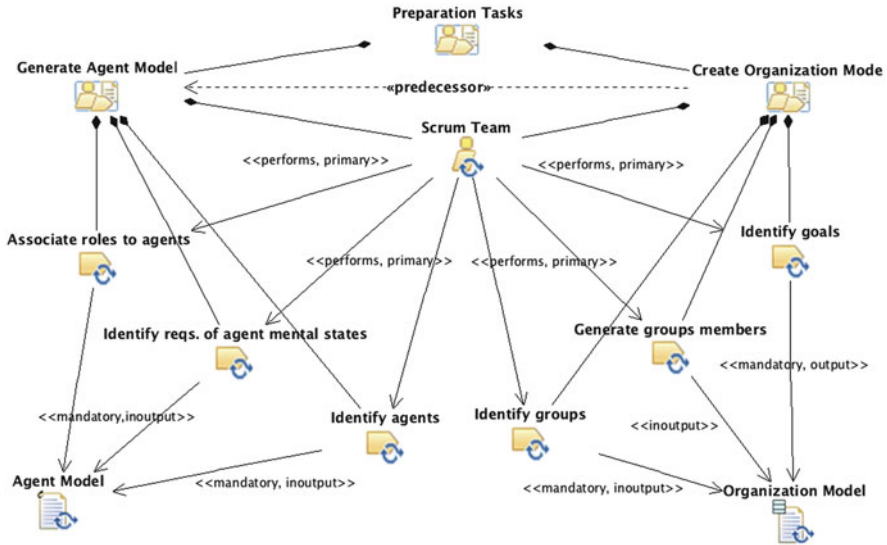 Preparation Tasks
Generate Agent Model
Create Organization Mode
«predecessor»
Scrum Team
<<performs, primary>>
<<performs, primary>>
Associate roles to agents
Identify goals
<<performs, primary>>
<<performs, primary>>
Identify reqs. of agent mental states
Generate groups members
<<mandatory, output>>
<<mandatory,inoutput>>
Identify agents
Identify groups
<<inoutput>>
Agent Model
<<mandatory, inoutput>>
<<mandatory, inoutput>>
Organization Model